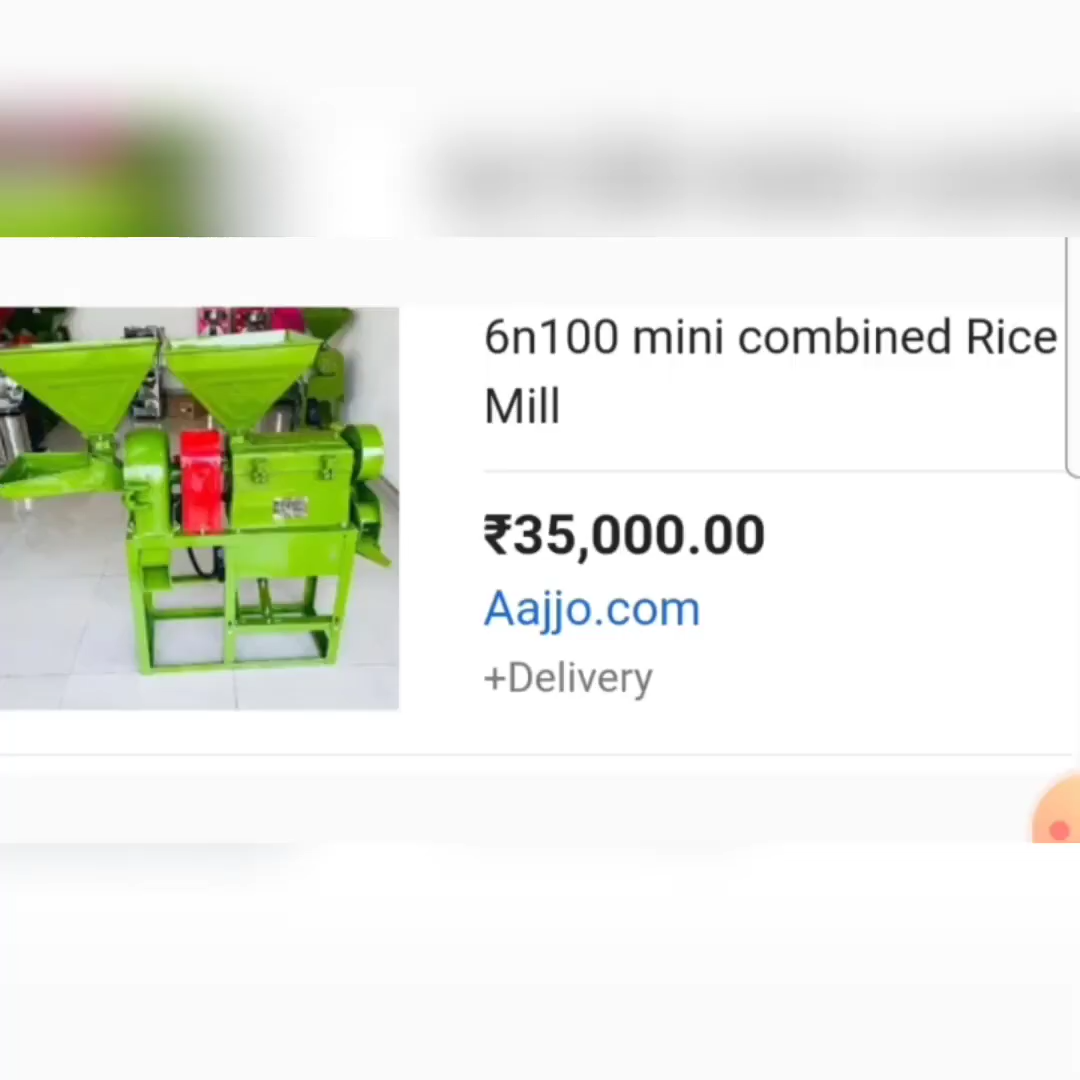 6n100 mini combined Rice
Mill
₹35,000.00
Aajjo.com
+Delivery